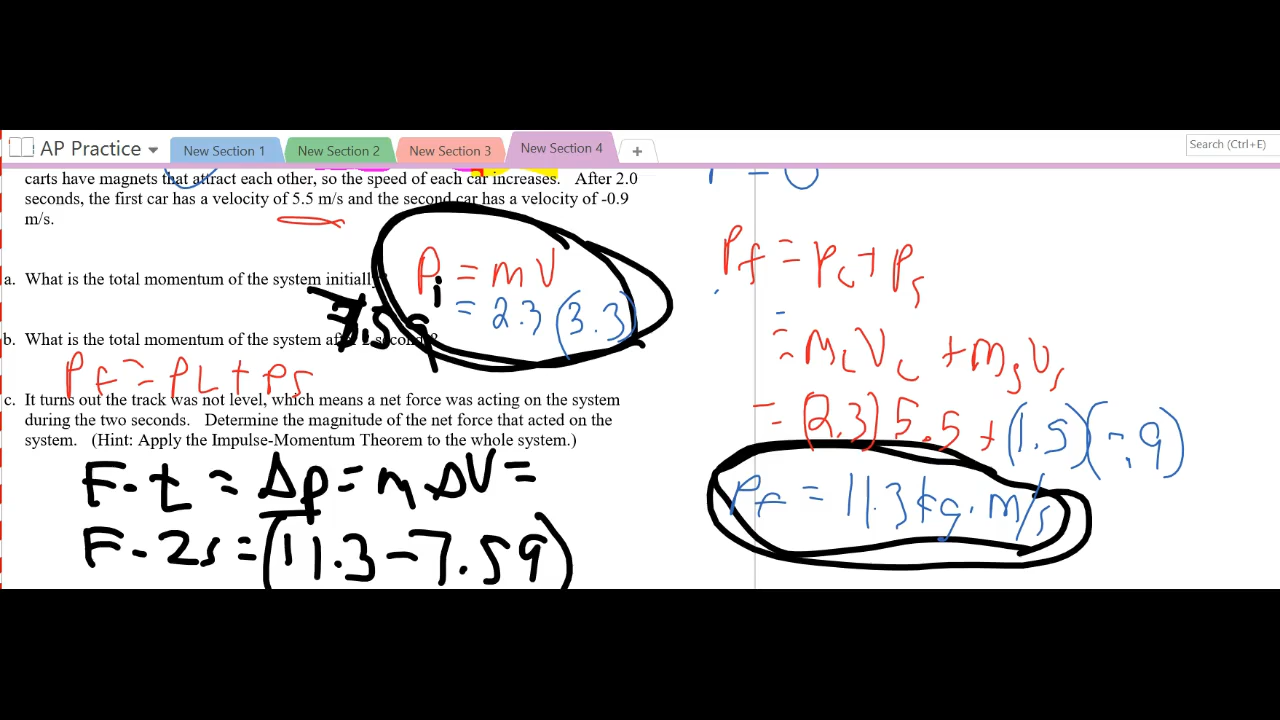 AP Practice New Section 1 New Section 2 New Section 3 New Section 4 + Search (Ctrl+E)
carts have magnets that attract each other, so the speed of each car increases. After 2.0
seconds, the first car has a velocity of 5.5 m/s and the second car has a velocity of -0.9
m/s.
a. What is the total momentum of the system initially
Pi = mV
= 2.3 (3.3)
7.59
b. What is the total momentum of the system after 2 seconds?
Pf = PL + Ps
c. It turns out the track was not level, which means a net force was acting on the system
during the two seconds. Determine the magnitude of the net force that acted on the
system. (Hint: Apply the Impulse-Momentum Theorem to the whole system.)
F·t = Δp = mΔV =
F·2s = (11.3-7.59)
Pf = PL + Ps
= mLVL + msVs
= (2.3)5.5 + (1.5)(-.9)
Pf = 11.3 kg·m/s